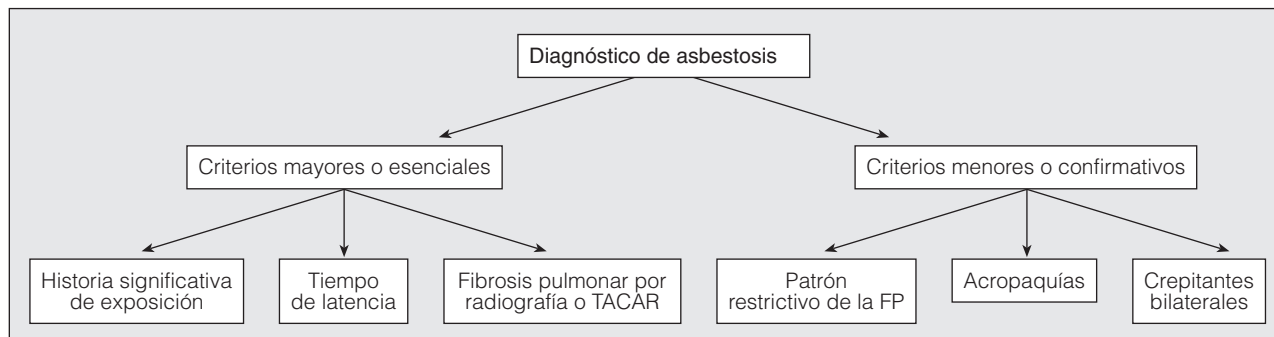 Diagnóstico de asbestosis
Criterios mayores o esenciales
Criterios menores o confirmativos
Historia significativa
de exposición
Tiempo
de latencia
Fibrosis pulmonar por
radiografía o TACAR
Patrón
restrictivo de la FP
Acropaquías
Crepitantes
bilaterales